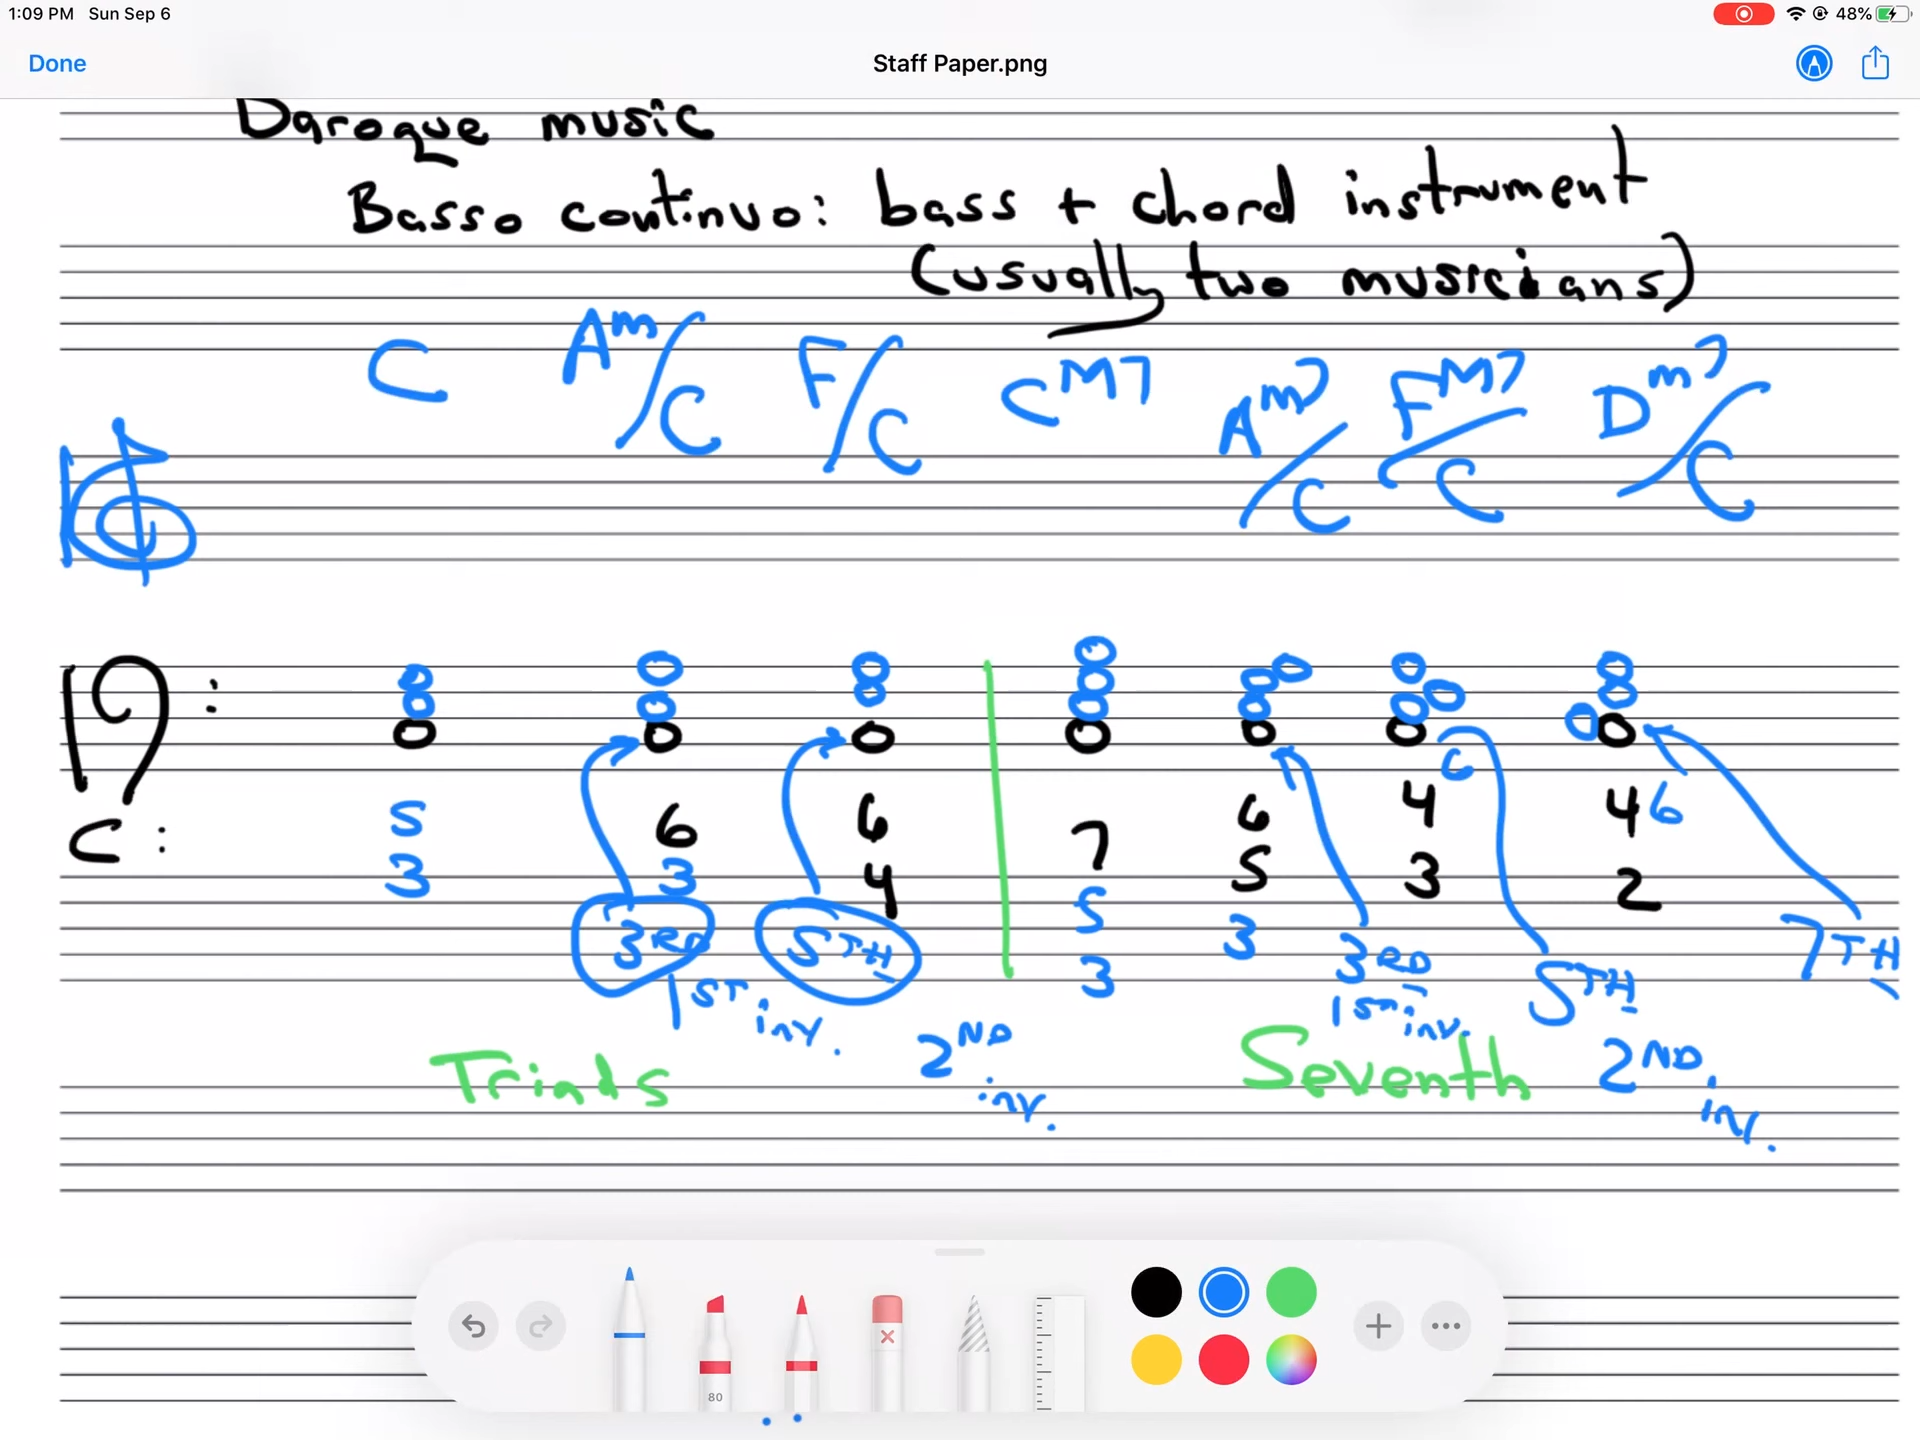 1:09 PM Sun Sep 6 48%
Done Staff Paper.png
Baroque music
Basso continuo: bass + chord instrument
(usually two musicians)
C Am/C F/C CM7 Am7/C FM7/C Dm7/C
C:
5 6 6 7 6 6 4 4 6
3 3 4 5 5 3 2
3 3
3RD 5TH 3RD 5TH 7TH
1ST inv. 2ND inv. 1ST inv. 2ND inv.
Triads Seventh
80